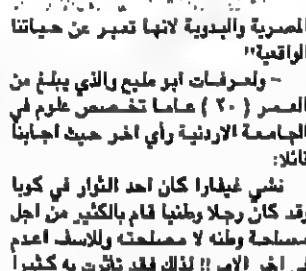 المصرية والبدوية لانها تعبر عن حياتنا
الواقعية"
- ولعرفات ابو مليح والذي يبلغ من
العمر (٢٠) عاما تخصص علوم في
الجامعة الاردنية رأي اخر حيث اجابنا
قائلا:
تشي غيفارا كان احد الثوار في كوبا
وقد كان رجلا وطنيا قام بالكثير من اجل
مصلحة وطنه لا مصلحته وللاسف اعدم
في اخر الامر!! لذلك فقد تأثرت به كثيرا